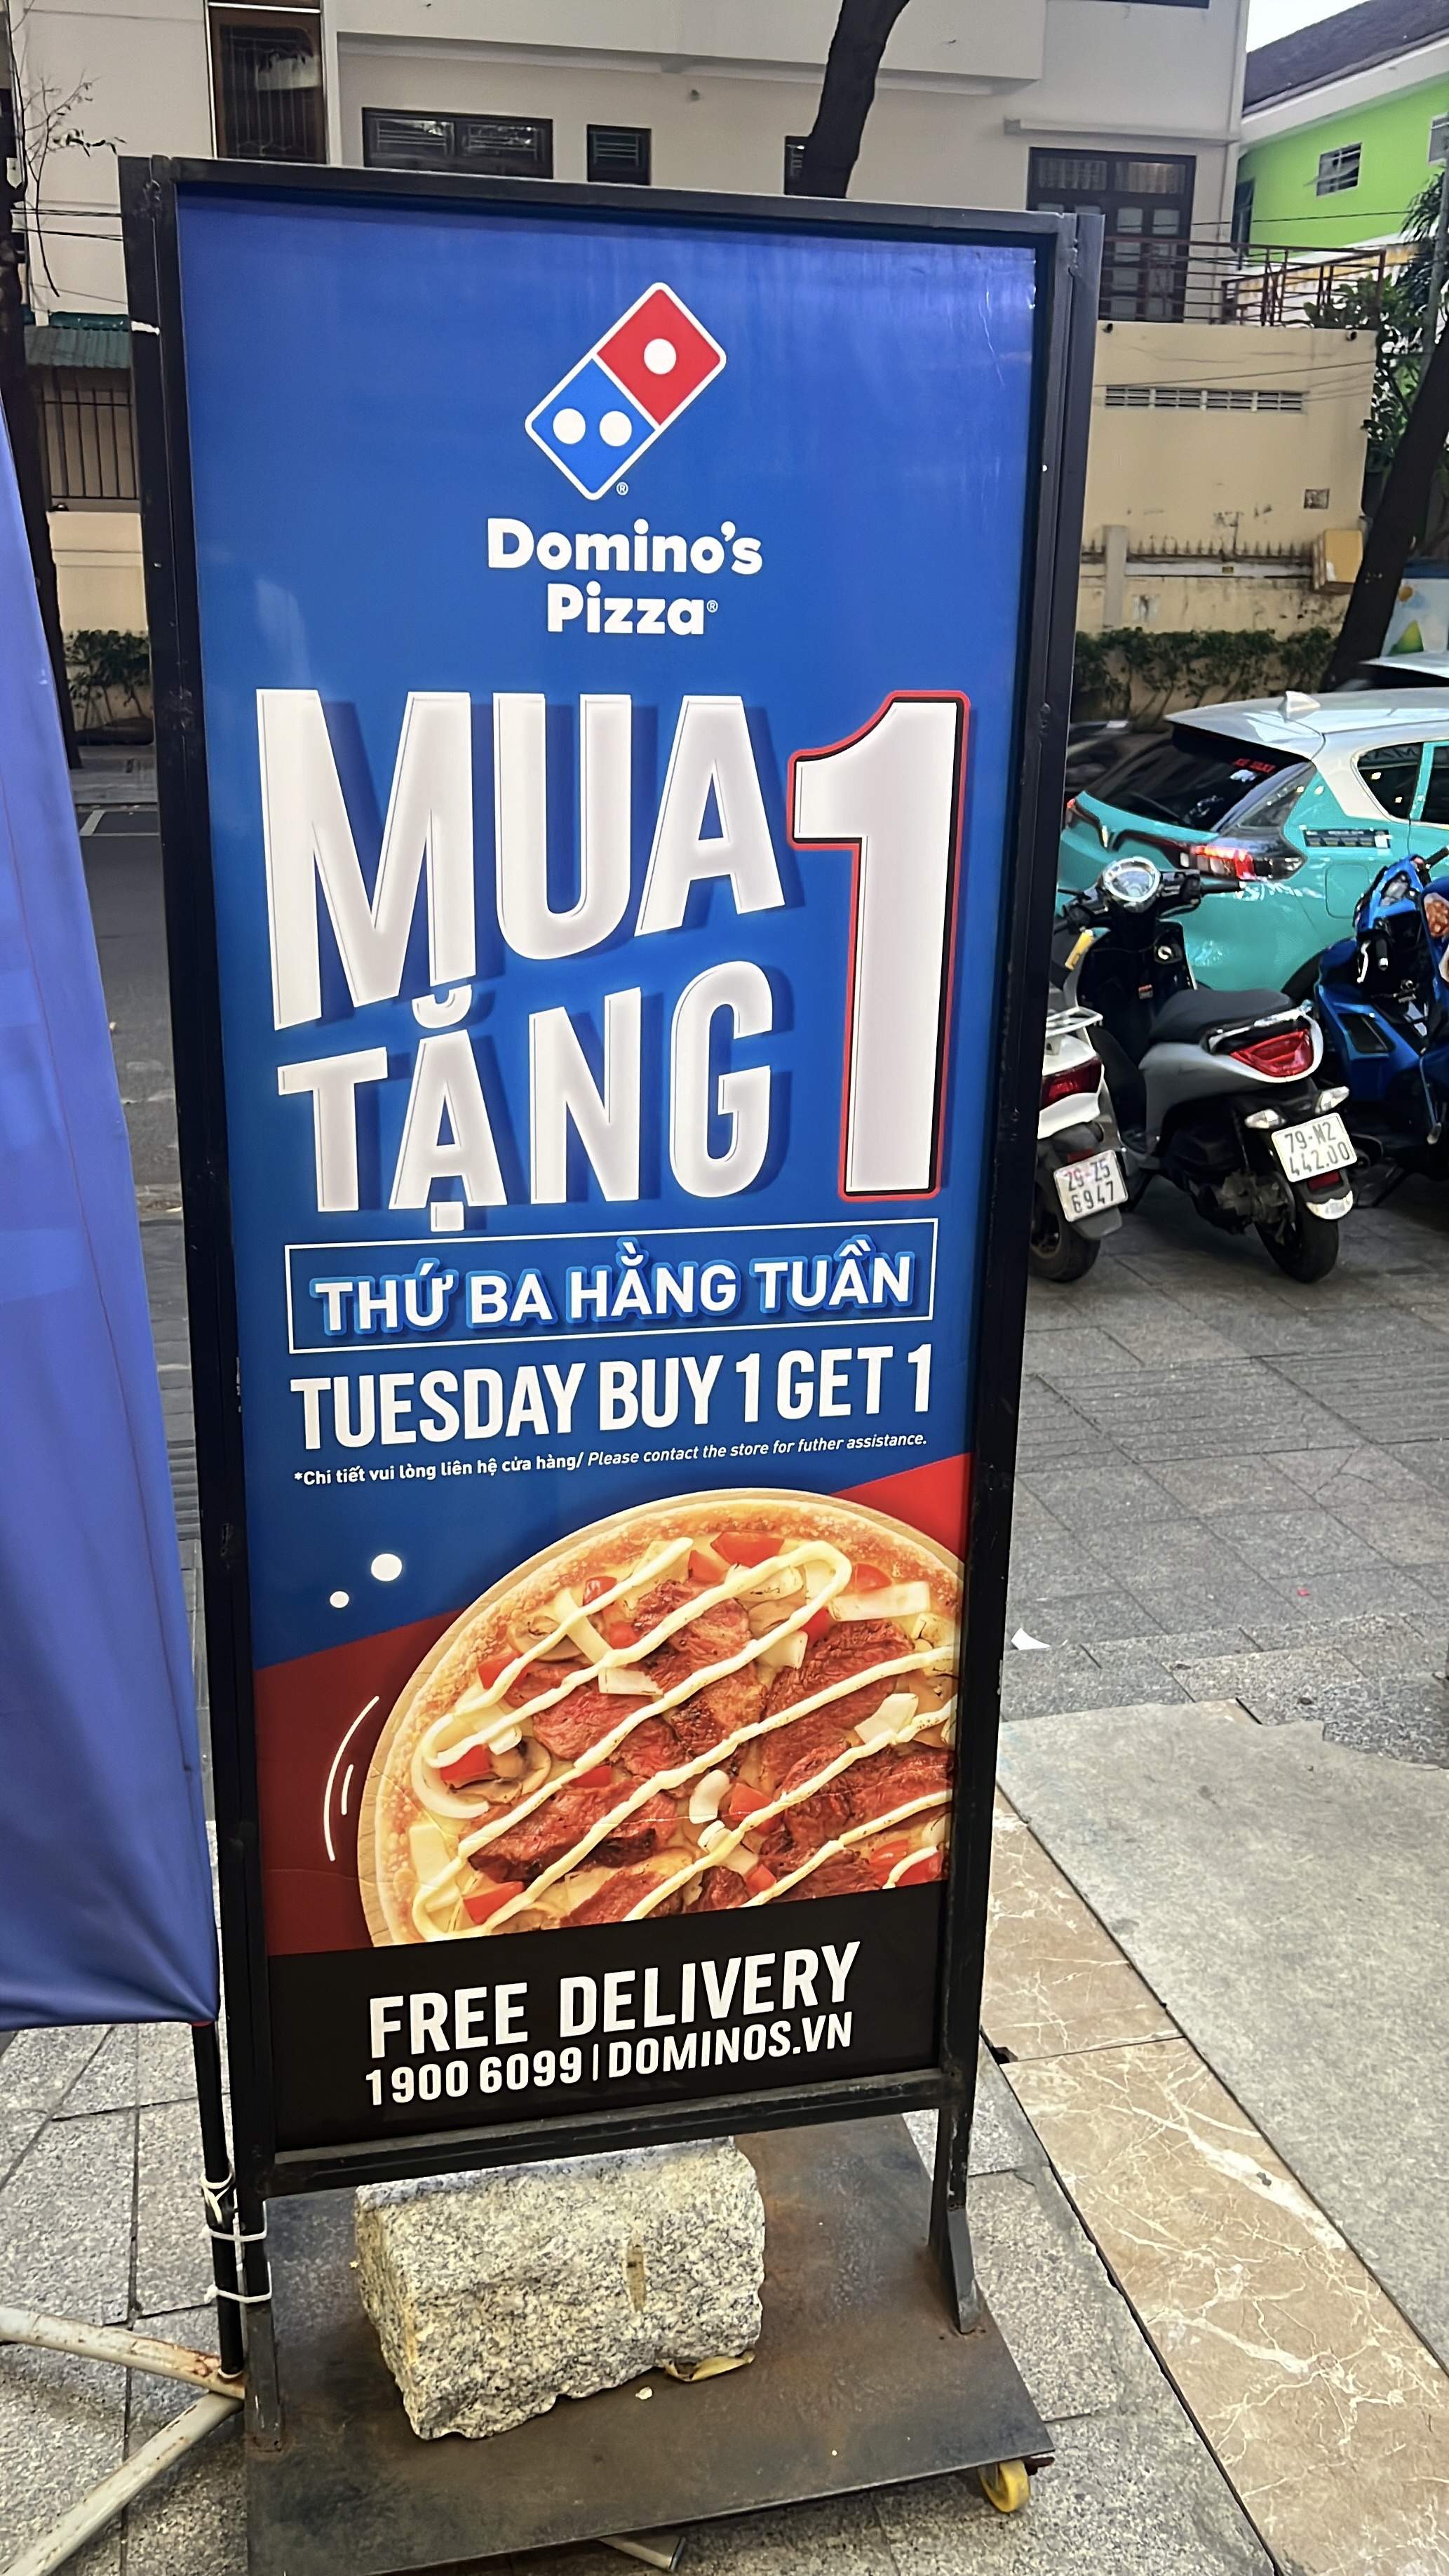 Domino's
Pizza®
MUA 1
TẶNG
THỨ BA HẰNG TUẦN
TUESDAY BUY 1 GET 1
*Chi tiết vui lòng liên hệ cửa hàng/ Please contact the store for futher assistance.
FREE DELIVERY
1900 6099 | DOMINOS.VN
79-Z5
6947
79-MZ
442.00